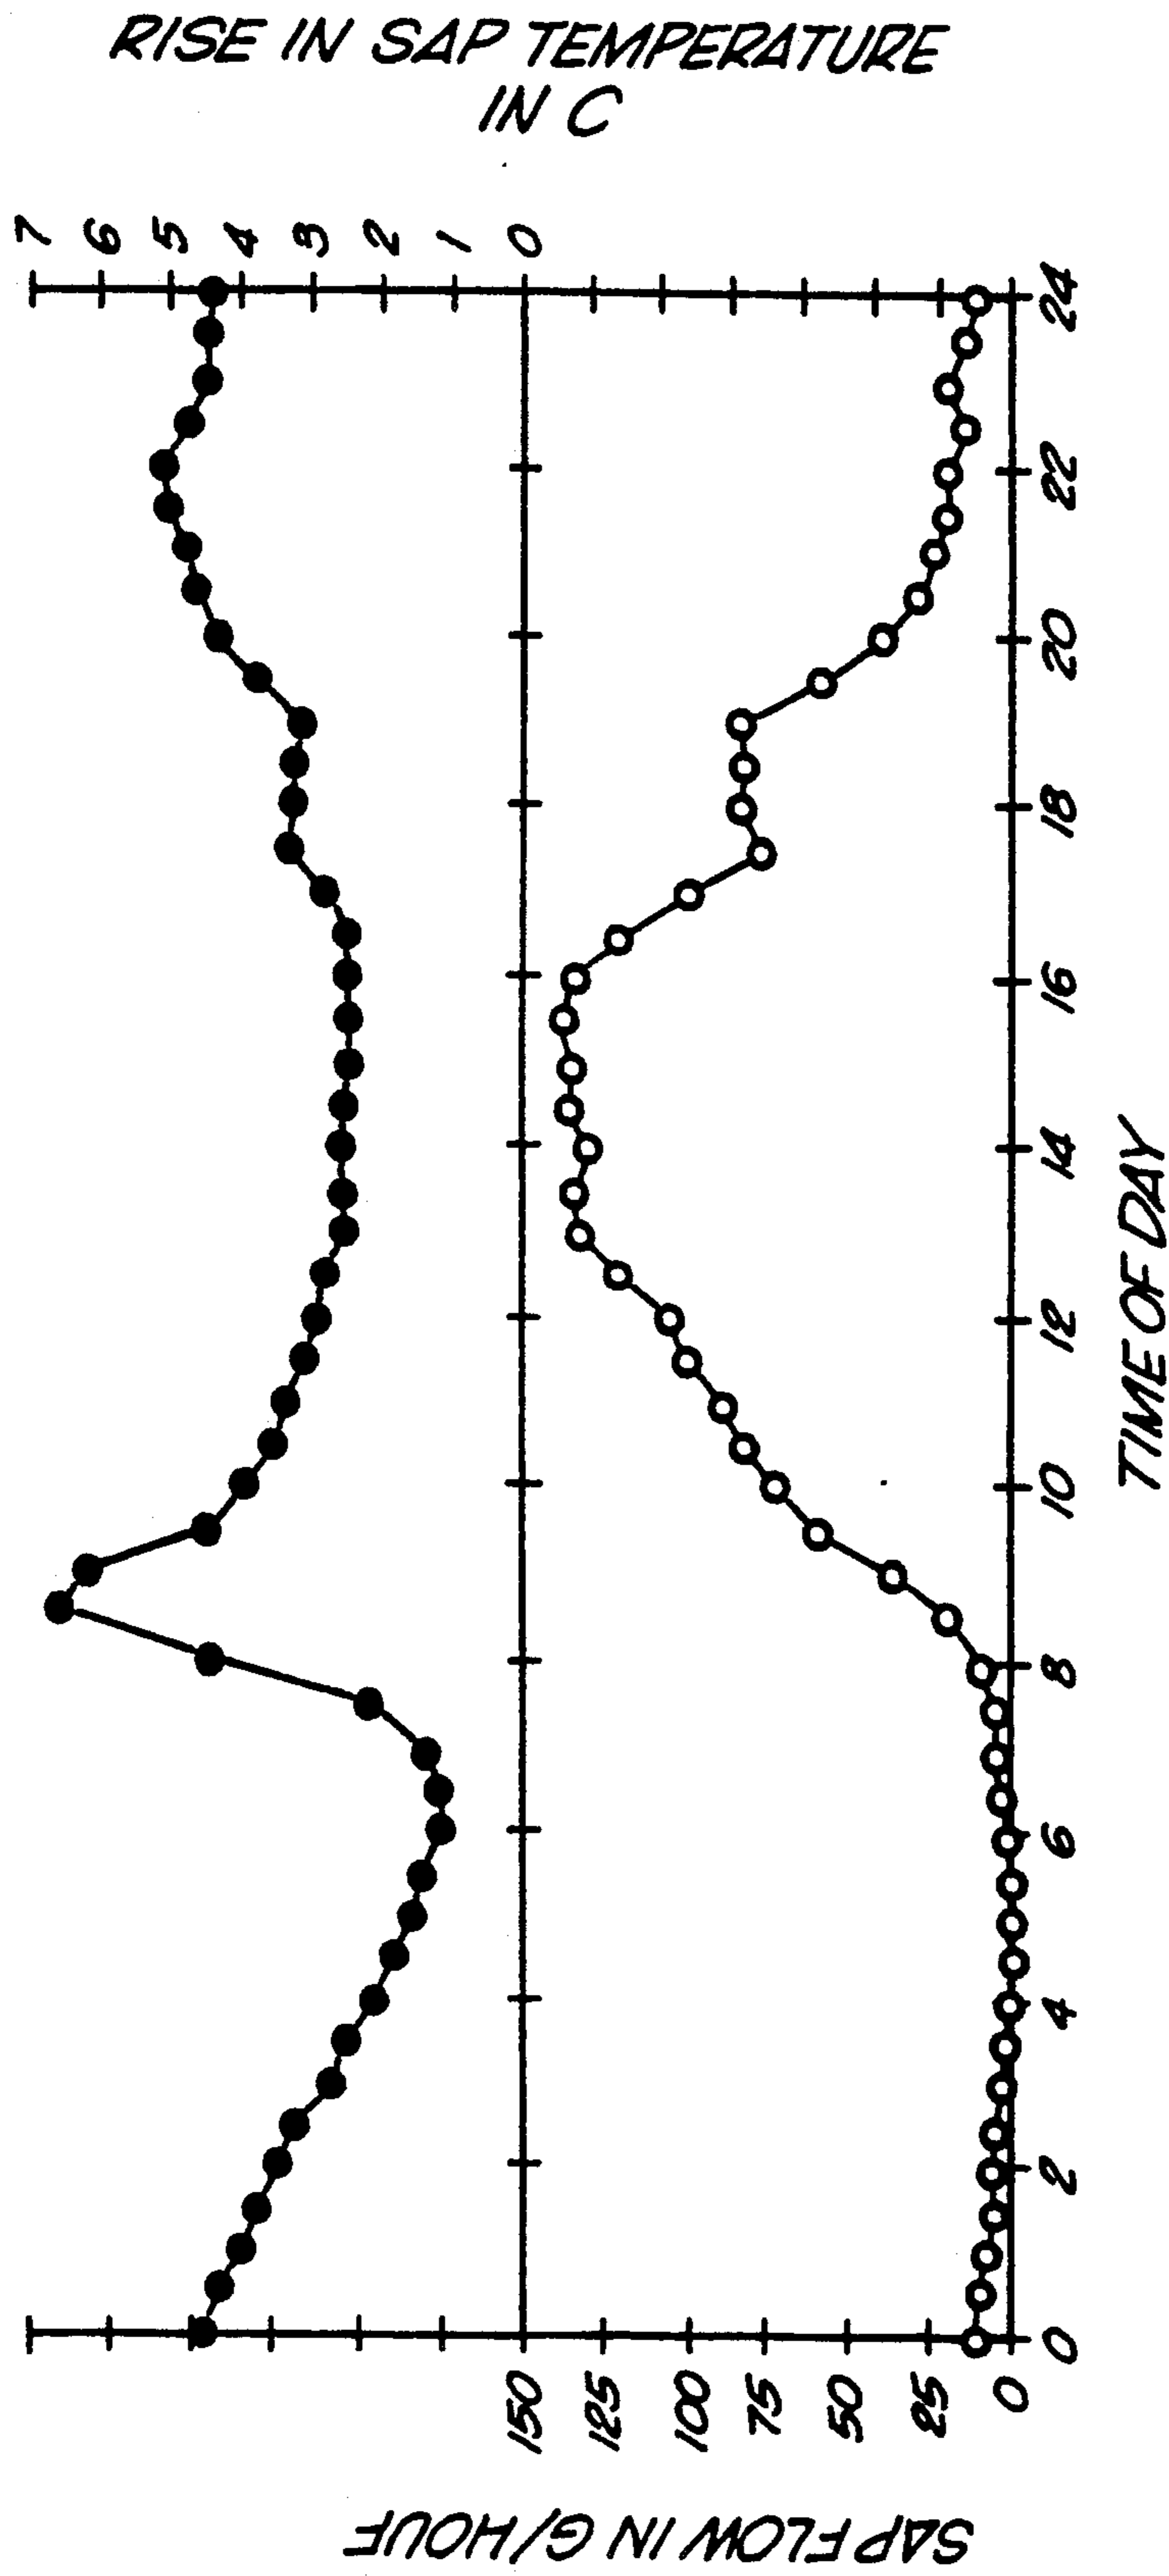 RISE IN SAP TEMPERATURE
IN C
7 6 5 4 3 2 1 0
150 125 100 75 50 25 0
SAP FLOW IN G/HOUF
0 2 4 6 8 10 12 14 16 18 20 22 24
TIME OF DAY